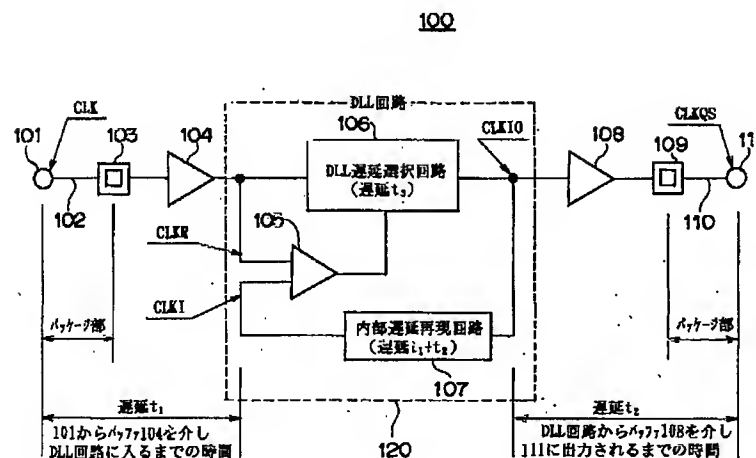 100
CLK
101
103
104
102
DLL回路
106
DLL遅延選択回路
(遅延t₃)
CLKIO
108
CLKQS
109
11
110
105
CLKR
CLKI
内部遅延再現回路
(遅延t₁+t₂)
107
パッケージ部
パッケージ部
遅延t₁
101からバッファ104を介し
DLL回路に入るまでの時間
120
遅延t₂
DLL回路からバッファ108を介し
111に出力されるまでの時間